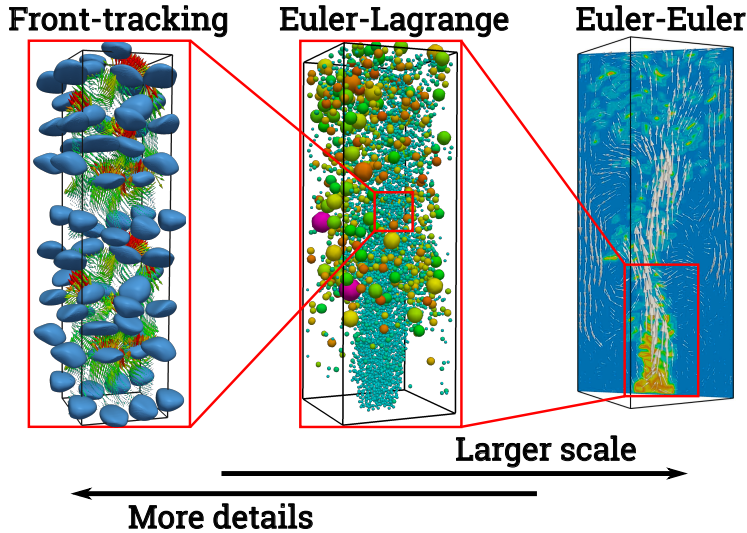 Front-tracking
Euler-Lagrange
Euler-Euler
Larger scale
More details